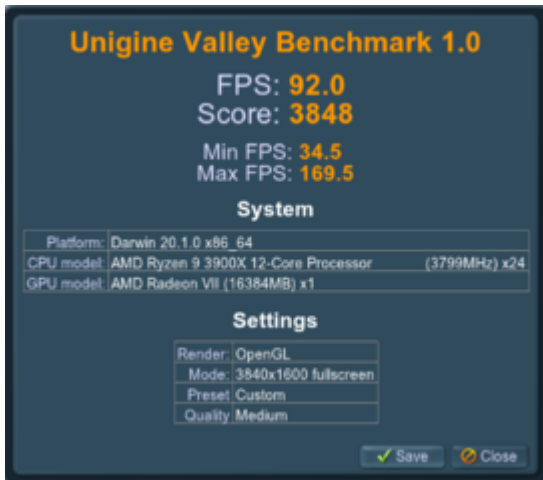 Unigine Valley Benchmark 1.0
FPS: 92.0
Score: 3848
Min FPS: 34.5
Max FPS: 169.5
System
Platform: Darwin 20.1.0 x86_64
CPU model: AMD Ryzen 9 3900X 12-Core Processor (3799MHz) x24
GPU model: AMD Radeon VII (16384MB) x1
Settings
Render: OpenGL
Mode: 3840x1600 fullscreen
Preset Custom
Quality Medium
Save Close